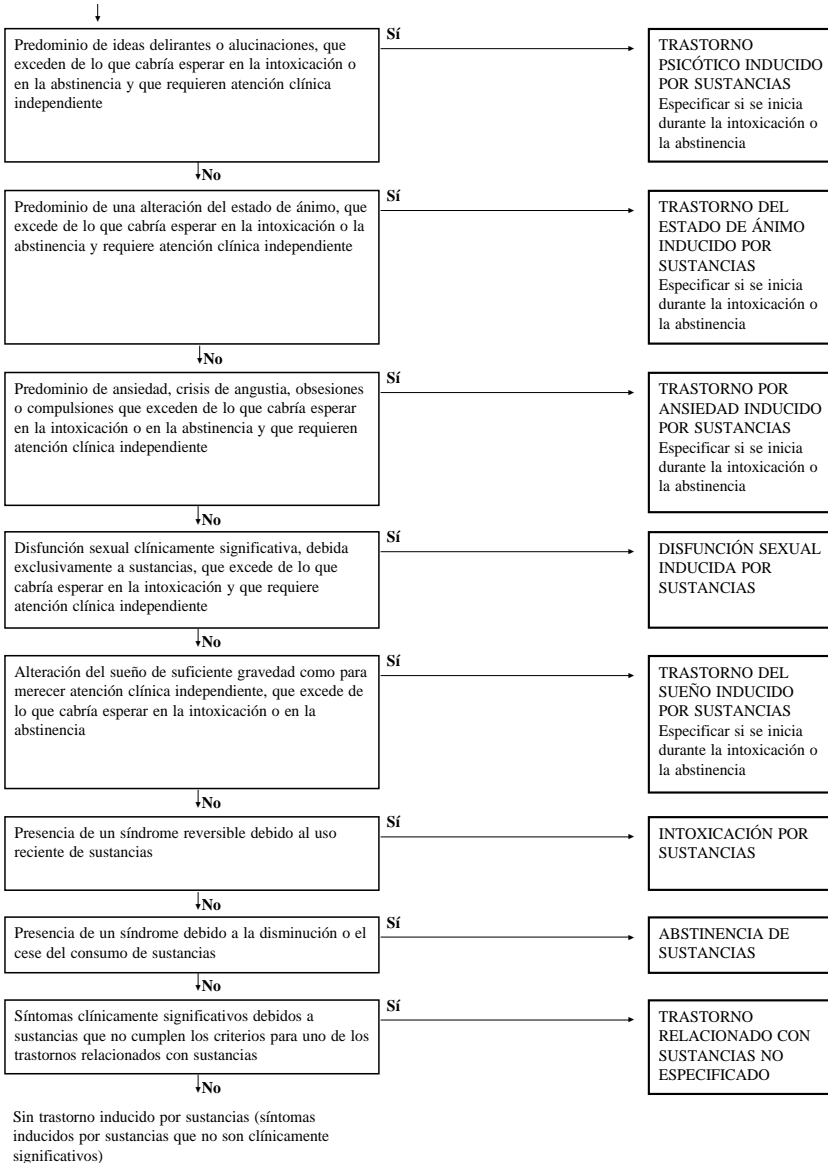 Predominio de ideas delirantes o alucinaciones, que
exceden de lo que cabría esperar en la intoxicación o
en la abstinencia y que requieren atención clínica
independiente
Sí
TRASTORNO
PSICÓTICO INDUCIDO
POR SUSTANCIAS
Especificar si se inicia
durante la intoxicación o
la abstinencia
No
Predominio de una alteración del estado de ánimo, que
excede de lo que cabría esperar en la intoxicación o la
abstinencia y requiere atención clínica independiente
Sí
TRASTORNO DEL
ESTADO DE ÁNIMO
INDUCIDO POR
SUSTANCIAS
Especificar si se inicia
durante la intoxicación o
la abstinencia
No
Predominio de ansiedad, crisis de angustia, obsesiones
o compulsiones que exceden de lo que cabría esperar
en la intoxicación o en la abstinencia y que requieren
atención clínica independiente
Sí
TRASTORNO POR
ANSIEDAD INDUCIDO
POR SUSTANCIAS
Especificar si se inicia
durante la intoxicación o
la abstinencia
No
Disfunción sexual clínicamente significativa, debida
exclusivamente a sustancias, que excede de lo que
cabría esperar en la intoxicación y que requiere
atención clínica independiente
Sí
DISFUNCIÓN SEXUAL
INDUCIDA POR
SUSTANCIAS
No
Alteración del sueño de suficiente gravedad como para
merecer atención clínica independiente, que excede de
lo que cabría esperar en la intoxicación o en la
abstinencia
Sí
TRASTORNO DEL
SUEÑO INDUCIDO
POR SUSTANCIAS
Especificar si se inicia
durante la intoxicación o
la abstinencia
No
Presencia de un síndrome reversible debido al uso
reciente de sustancias
Sí
INTOXICACIÓN POR
SUSTANCIAS
No
Presencia de un síndrome debido a la disminución o el
cese del consumo de sustancias
Sí
ABSTINENCIA DE
SUSTANCIAS
No
Síntomas clínicamente significativos debidos a
sustancias que no cumplen los criterios para uno de los
trastornos relacionados con sustancias
Sí
TRASTORNO
RELACIONADO CON
SUSTANCIAS NO
ESPECIFICADO
No
Sin trastorno inducido por sustancias (síntomas
inducidos por sustancias que no son clínicamente
significativos)